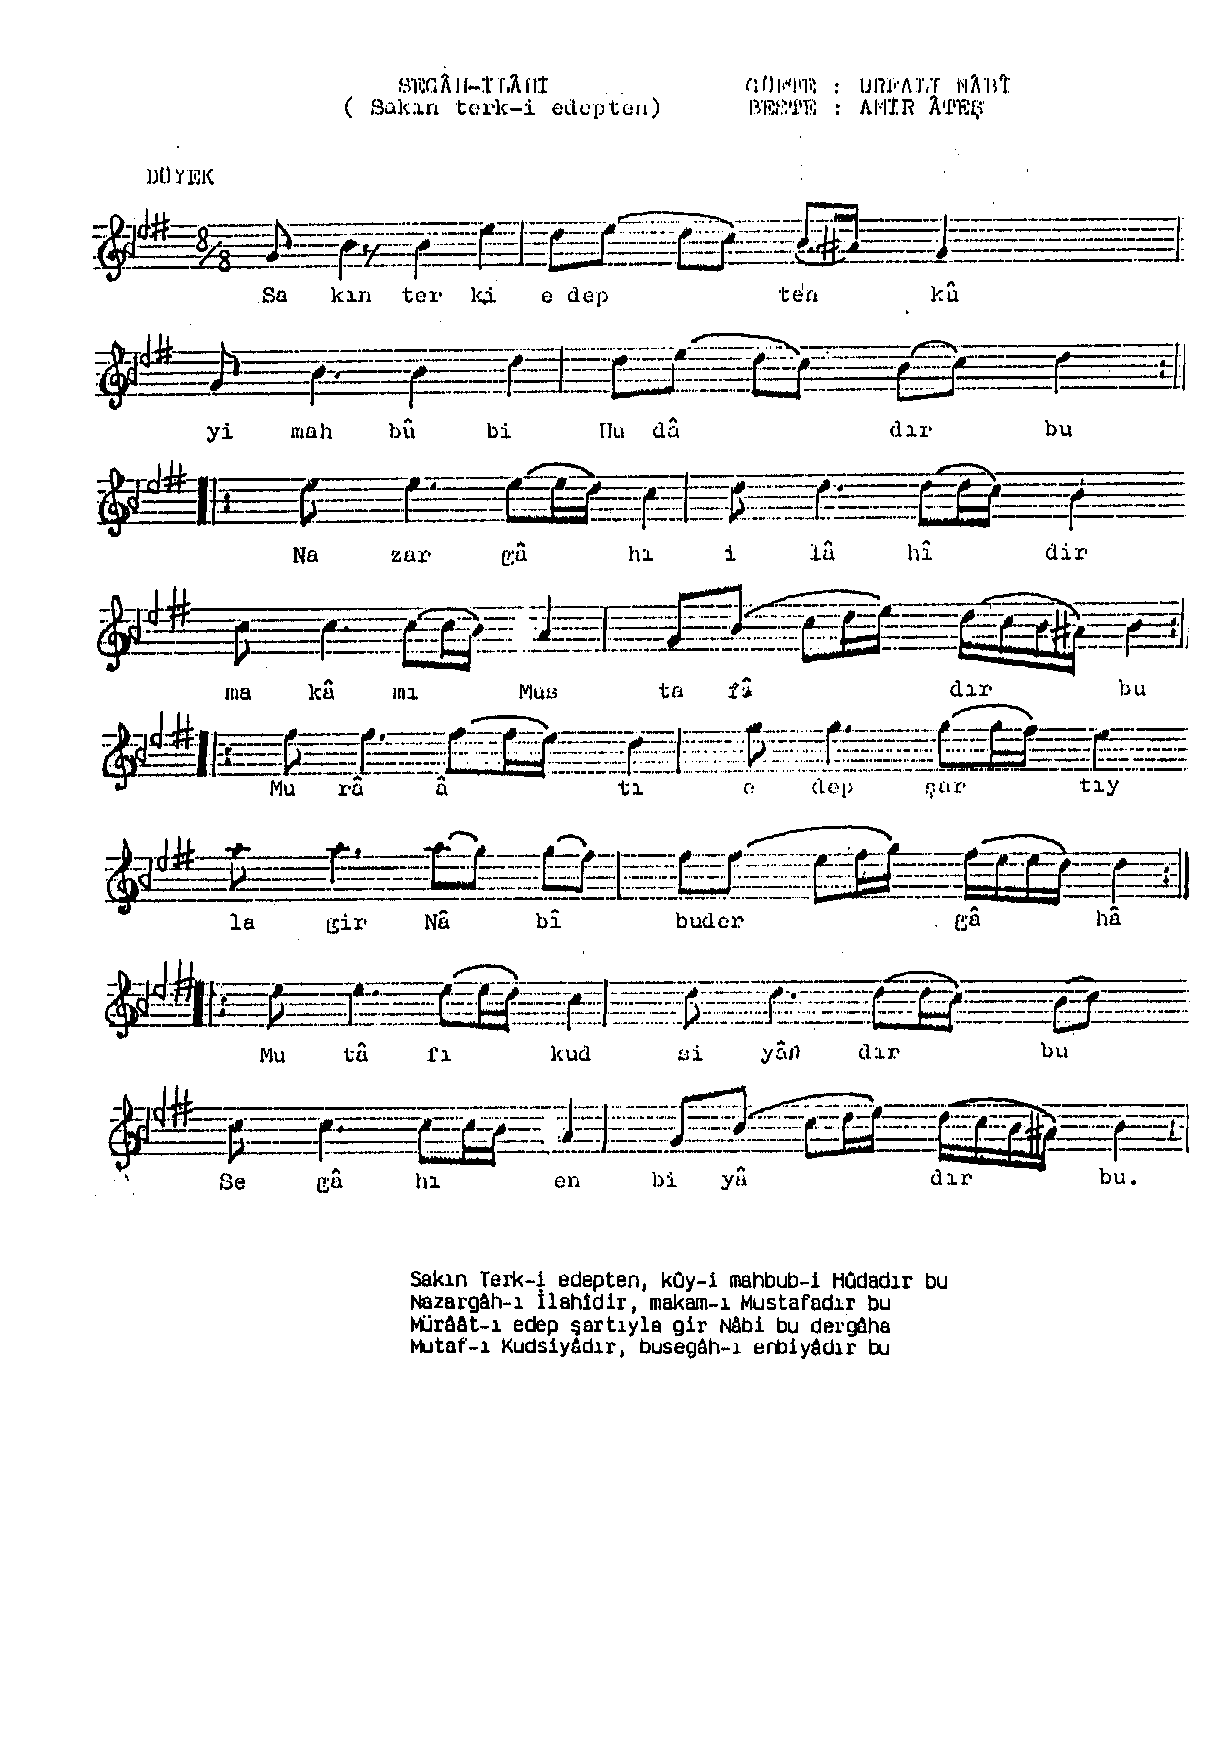 SEGÂH-İLÂHİ GÜFTE : URFALI NÂBÎ
( Sakın terk-i edepten) BESTE : AMİR ÂTEŞ
DÜYEK
8/8
Sa kın ter ki e dep ten kû
yi mah bû bi Hu dâ dır bu
Na zar gâ hı i lâ hî dir
ma kâ mı Mus ta fâ dır bu
Mu râ â tı e dep şar tıy
la gir Nâ bî buder gâ hâ
Mu tâ fı kud si yân dır bu
Se gâ hı en bi yâ dır bu.
Sakın Terk-i edepten, kûy-i mahbub-i Hûdadır bu
Nazargâh-ı İlahîdir, makam-ı Mustafadır bu
Mürâât-ı edep şartıyla gir Nâbi bu dergâha
Mutaf-ı Kudsiyâdır, busegâh-ı enbiyâdır bu